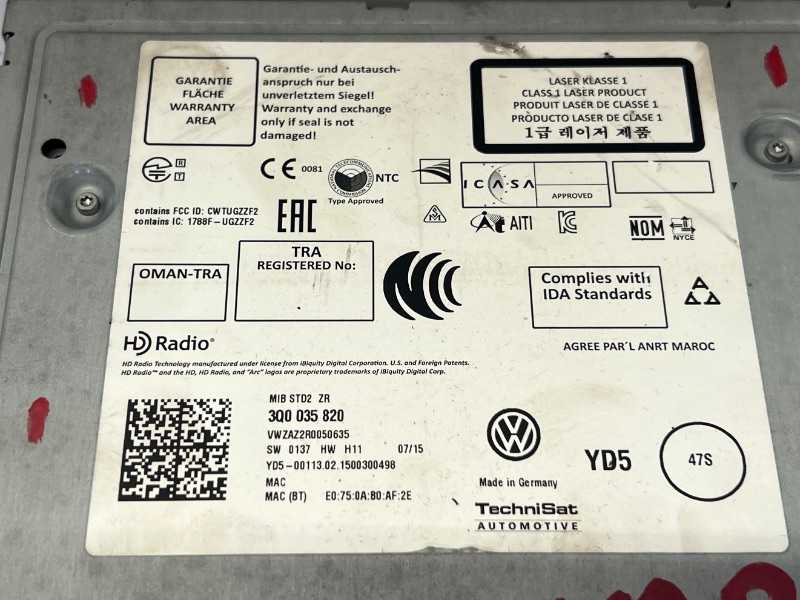 GARANTIE
FLÄCHE
WARRANTY
AREA
Garantie- und Austausch-
anspruch nur bei
unverletztem Siegel!
Warranty and exchange
only if seal is not
damaged!
LASER KLASSE 1
CLASS 1 LASER PRODUCT
PRODUIT LASER DE CLASSE 1
PRODUCTO LASER DE CLASE 1
1급 레이저 제품
R
T
CE 0081
NTC
Type Approved
ICASA
APPROVED
contains FCC ID: CWTUGZZF2
contains IC: 1788F-UGZZF2
EAC
AITI
NOM
NYCE
OMAN-TRA
TRA
REGISTERED No:
Complies with
IDA Standards
HD Radio®
AGREE PAR´L ANRT MAROC
HD Radio Technology manufactured under license from iBiquity Digital Corporation. U.S. and Foreign Patents.
HD Radio™ and the HD, HD Radio, and "Arc" logos are proprietary trademarks of iBiquity Digital Corp.
MIB STD2 ZR
3Q0 035 820
VWZAZ2R0050635
SW 0137 HW H11 07/15
YD5-00113.02.1500300498
MAC
MAC (BT) E0:75:0A:B0:AF:2E
Made in Germany
TechniSat
AUTOMOTIVE
YD5
47S